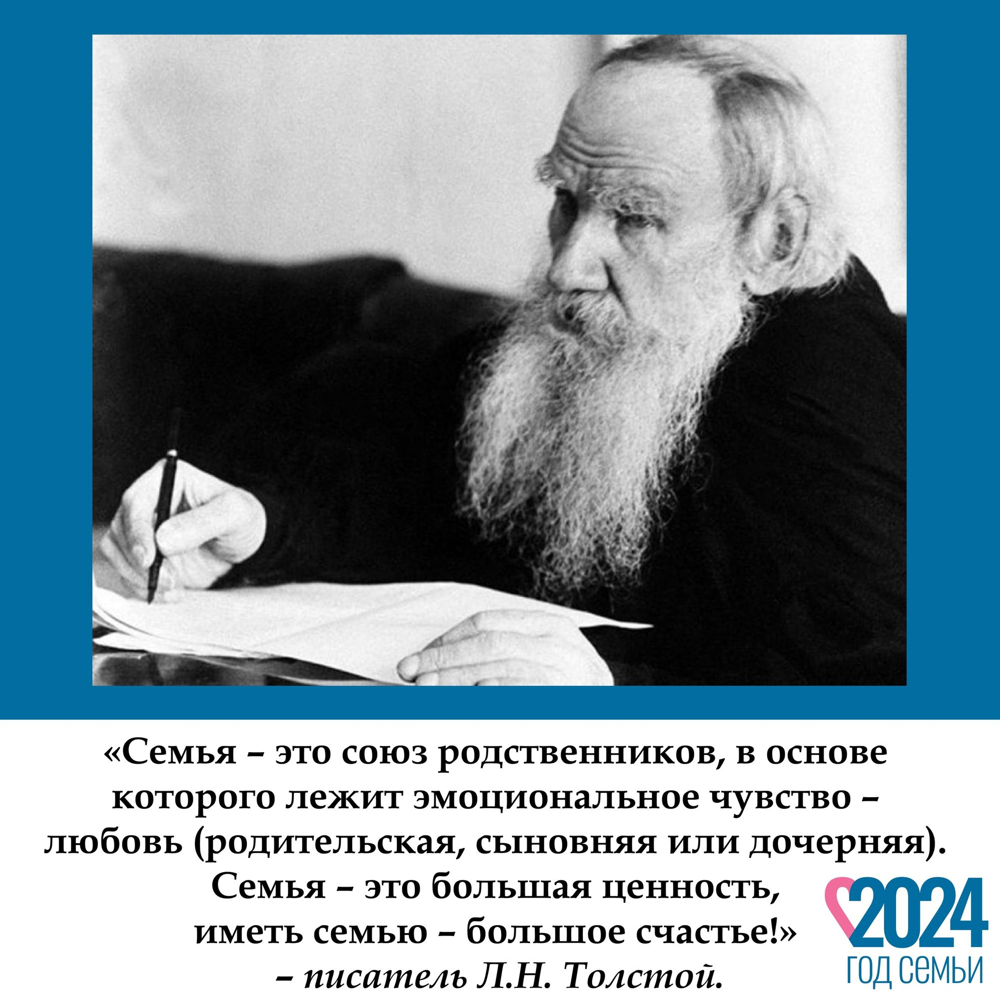 «Семья – это союз родственников, в основе
которого лежит эмоциональное чувство –
любовь (родительская, сыновняя или дочерняя).
Семья – это большая ценность,
иметь семью – большое счастье!»
– писатель Л.Н. Толстой.
2024
ГОД СЕМЬИ